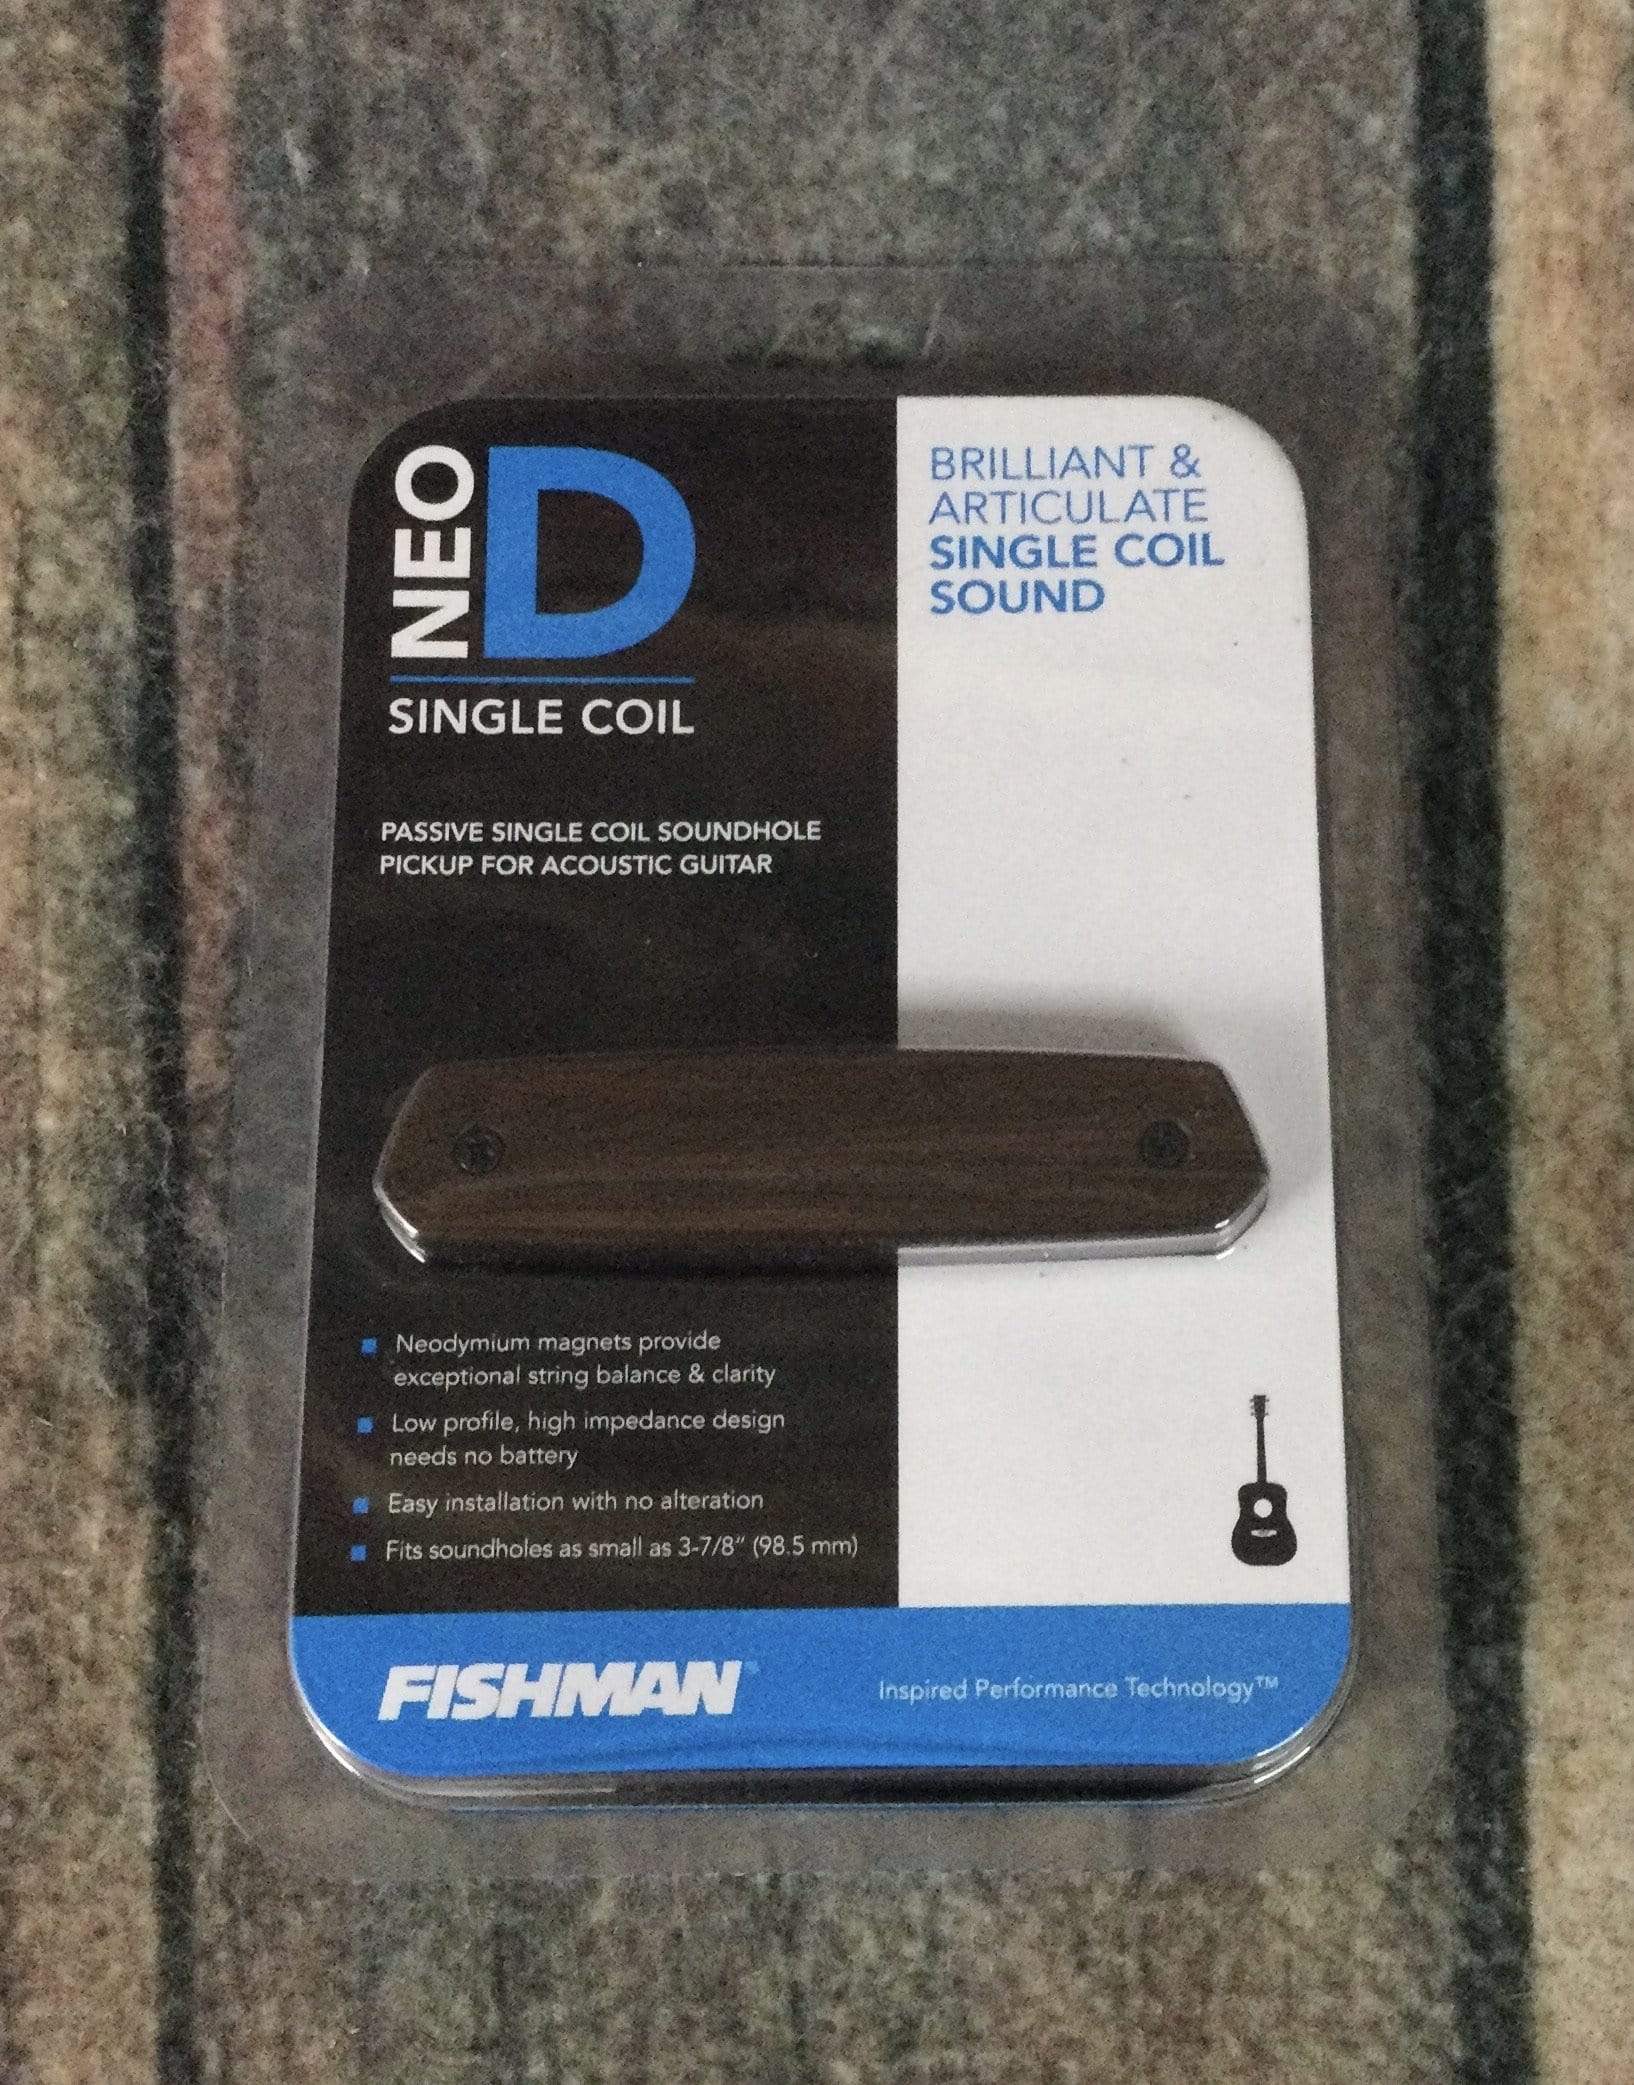 NEO D
SINGLE COIL
BRILLIANT &
ARTICULATE
SINGLE COIL
SOUND
PASSIVE SINGLE COIL SOUNDHOLE
PICKUP FOR ACOUSTIC GUITAR
Neodymium magnets provide
exceptional string balance & clarity
Low profile, high impedance design
needs no battery
Easy installation with no alteration
Fits soundholes as small as 3-7/8" (98.5 mm)
FISHMAN
Inspired Performance Technology™